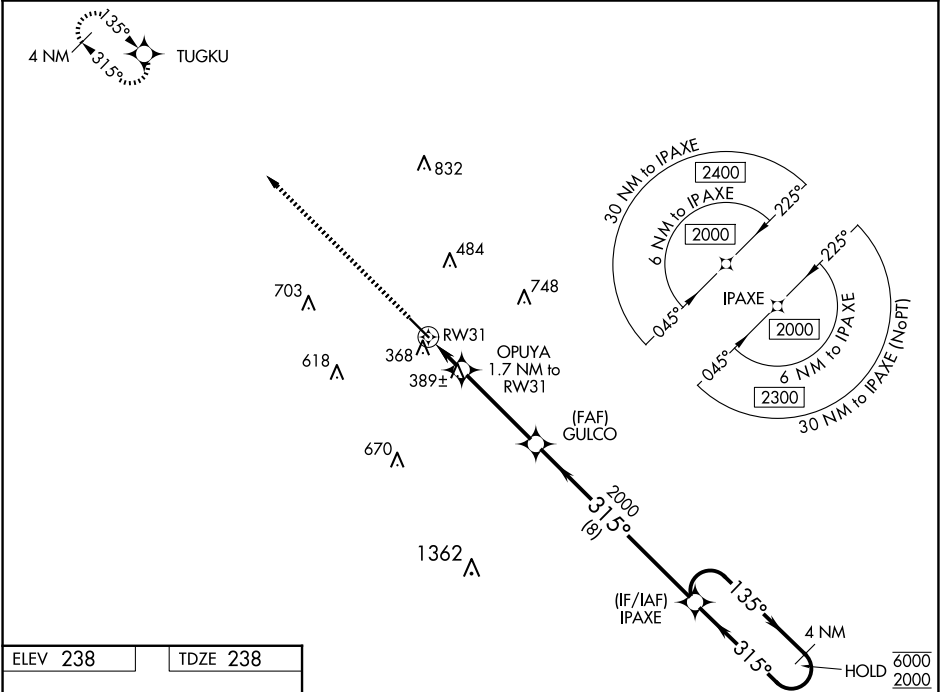 135°
4 NM
315°
TUGKU
832
484
748
703
RW31
368
618
389±
OPUYA
1.7 NM to
RW31
(FAF)
GULCO
670
2000
315°
(8)
1362
(IF/IAF)
IPAXE
135°
4 NM
315°
HOLD 6000
2000
30 NM to IPAXE
2400
6 NM to IPAXE
2000
225°
045°
IPAXE
225°
2000
045°
6 NM to IPAXE
2300
30 NM to IPAXE (NoPT)
ELEV 238
TDZE 238